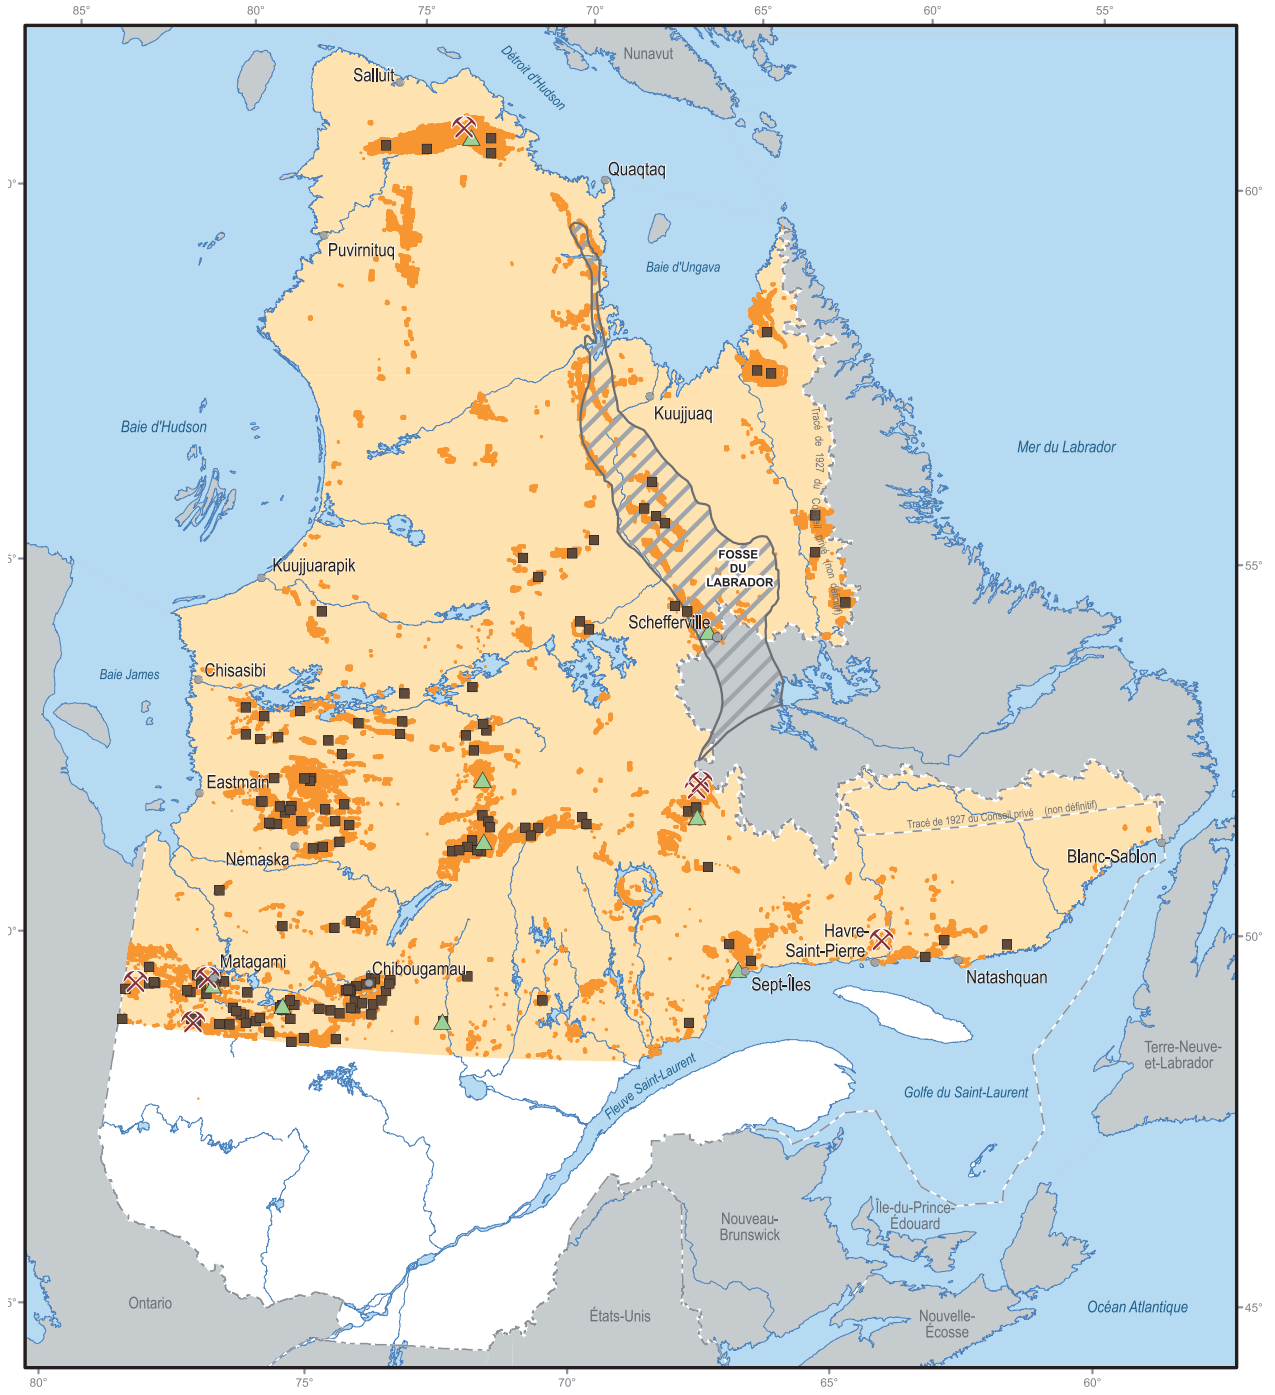 85°
80°
75°
70°
65°
60°
55°
Nunavut
Détroit d'Hudson
Salluit
Quaqtaq
60°
Puvirnituq
Baie d'Ungava
Kuujjuaq
Baie d'Hudson
Mer du Labrador
Tracé de 1927 du Conseil privé (non définitif)
FOSSE
DU
LABRADOR
55°
Kuujjuarapik
Schefferville
Chisasibi
Baie James
Eastmain
Tracé de 1927 du Conseil privé (non définitif)
Nemaska
Blanc-Sablon
Havre-
Saint-Pierre
50°
Matagami
Chibougamau
Sept-Îles
Natashquan
Terre-Neuve-
et-Labrador
Fleuve Saint-Laurent
Golfe du Saint-Laurent
Île-du-Prince-
Édouard
Nouveau-
Brunswick
Ontario
États-Unis
Nouvelle-
Écosse
Océan Atlantique
45°
80°
75°
70°
65°
60°